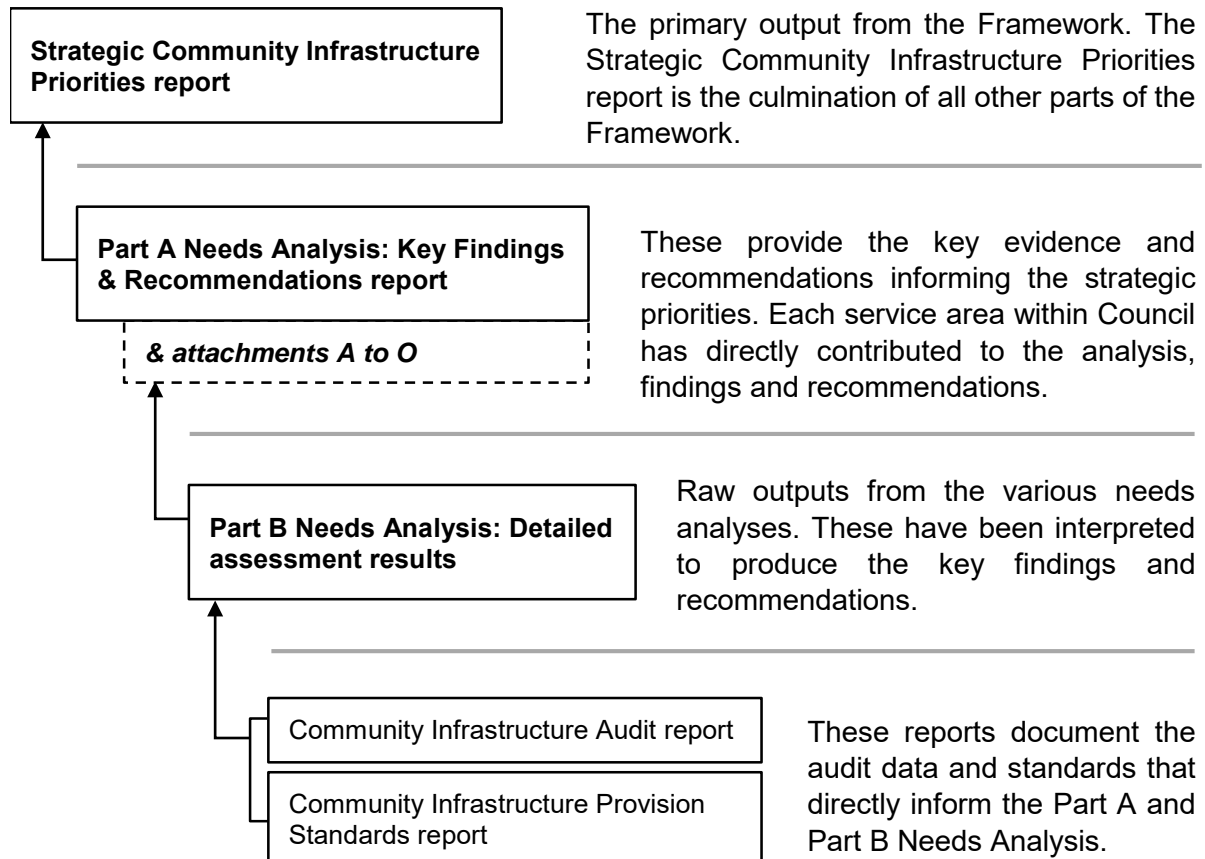 Strategic Community Infrastructure
Priorities report
The primary output from the Framework. The
Strategic Community Infrastructure Priorities
report is the culmination of all other parts of the
Framework.
Part A Needs Analysis: Key Findings
& Recommendations report
& attachments A to O
These provide the key evidence and
recommendations informing the strategic
priorities. Each service area within Council
has directly contributed to the analysis,
findings and recommendations.
Part B Needs Analysis: Detailed
assessment results
Raw outputs from the various needs
analyses. These have been interpreted
to produce the key findings and
recommendations.
Community Infrastructure Audit report
Community Infrastructure Provision
Standards report
These reports document the
audit data and standards that
directly inform the Part A and
Part B Needs Analysis.